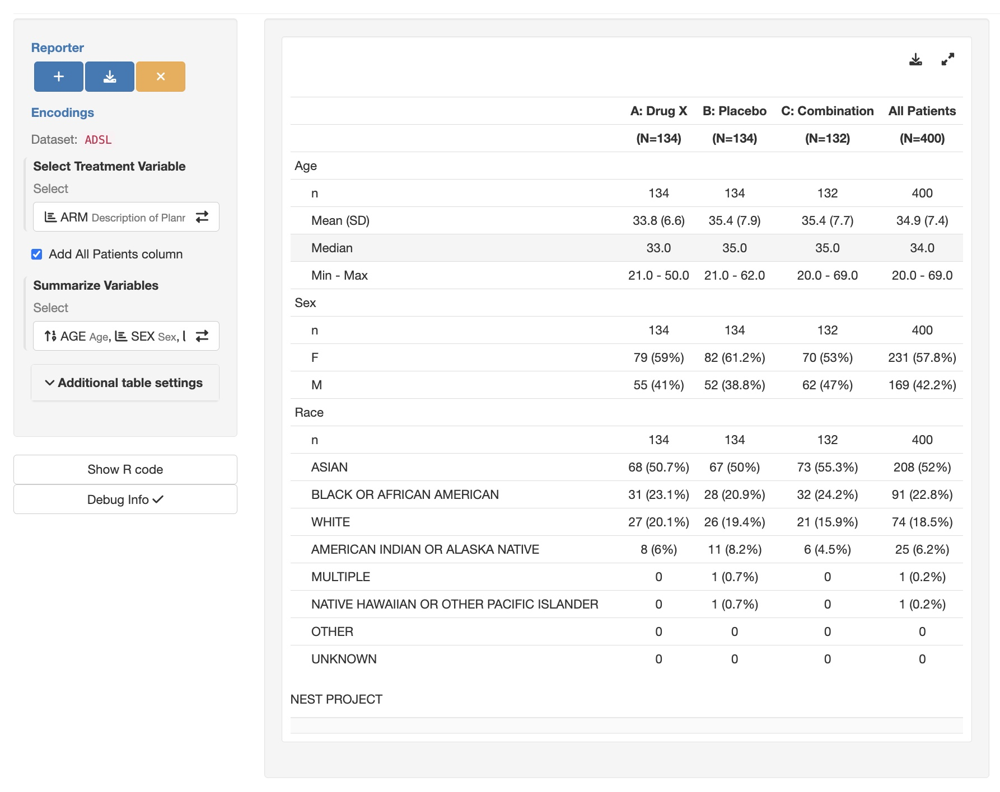 Reporter
Encodings
Dataset: ADSL
Select Treatment Variable
Select
ARM Description of Planr
Add All Patients column
Summarize Variables
Select
AGE Age, SEX Sex,
Additional table settings
Show R code
Debug Info
A: Drug X B: Placebo C: Combination All Patients
(N=134) (N=134) (N=132) (N=400)
Age
n 134 134 132 400
Mean (SD) 33.8 (6.6) 35.4 (7.9) 35.4 (7.7) 34.9 (7.4)
Median 33.0 35.0 35.0 34.0
Min - Max 21.0 - 50.0 21.0 - 62.0 20.0 - 69.0 20.0 - 69.0
Sex
n 134 134 132 400
F 79 (59%) 82 (61.2%) 70 (53%) 231 (57.8%)
M 55 (41%) 52 (38.8%) 62 (47%) 169 (42.2%)
Race
n 134 134 132 400
ASIAN 68 (50.7%) 67 (50%) 73 (55.3%) 208 (52%)
BLACK OR AFRICAN AMERICAN 31 (23.1%) 28 (20.9%) 32 (24.2%) 91 (22.8%)
WHITE 27 (20.1%) 26 (19.4%) 21 (15.9%) 74 (18.5%)
AMERICAN INDIAN OR ALASKA NATIVE 8 (6%) 11 (8.2%) 6 (4.5%) 25 (6.2%)
MULTIPLE 0 1 (0.7%) 0 1 (0.2%)
NATIVE HAWAIIAN OR OTHER PACIFIC ISLANDER 0 1 (0.7%) 0 1 (0.2%)
OTHER 0 0 0 0
UNKNOWN 0 0 0 0
NEST PROJECT